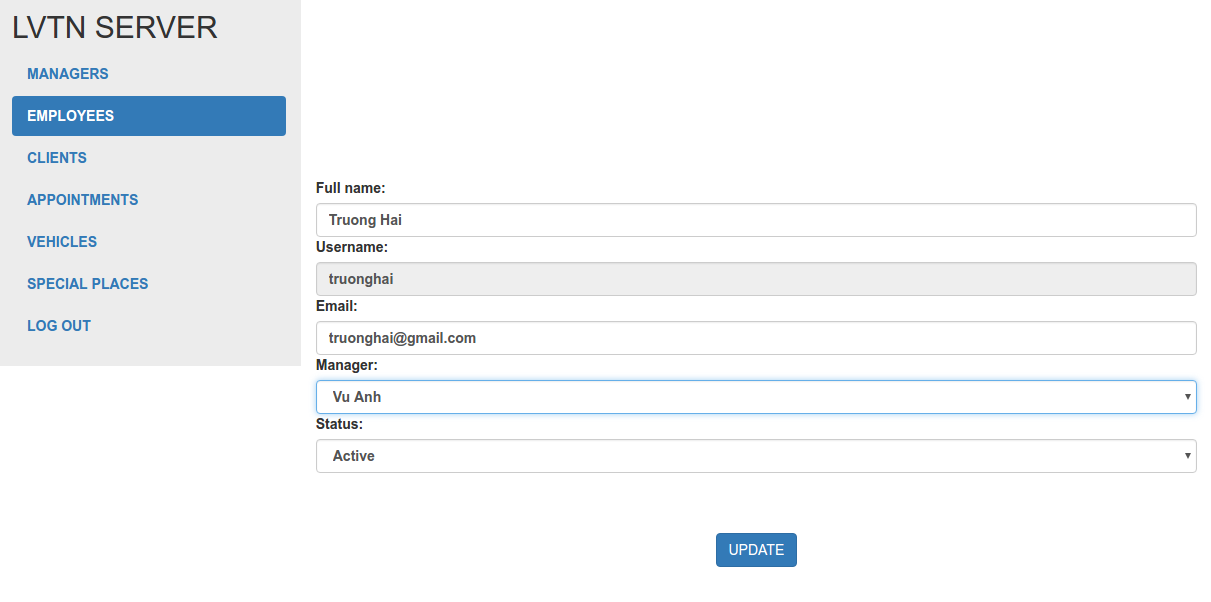 LVTN SERVER
MANAGERS
EMPLOYEES
CLIENTS
APPOINTMENTS
VEHICLES
SPECIAL PLACES
LOG OUT
Full name:
Truong Hai
Username:
truonghai
Email:
truonghai@gmail.com
Manager:
Vu Anh
Status:
Active
UPDATE